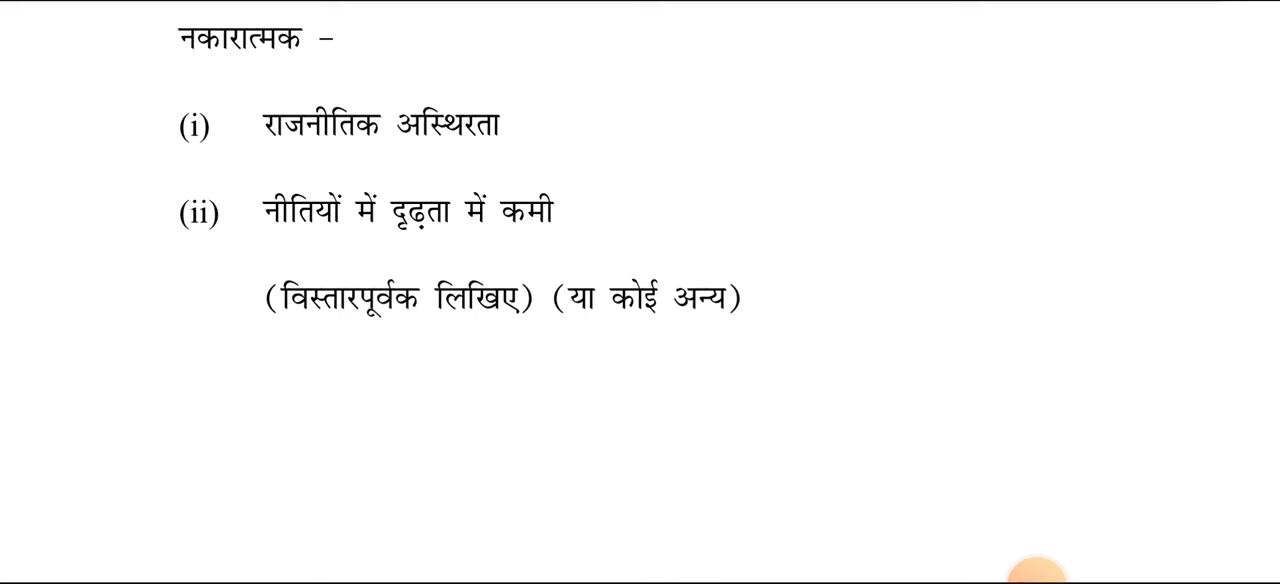 नकारात्मक –
(i) राजनीतिक अस्थिरता
(ii) नीतियों में दृढ़ता में कमी
(विस्तारपूर्वक लिखिए) (या कोई अन्य)